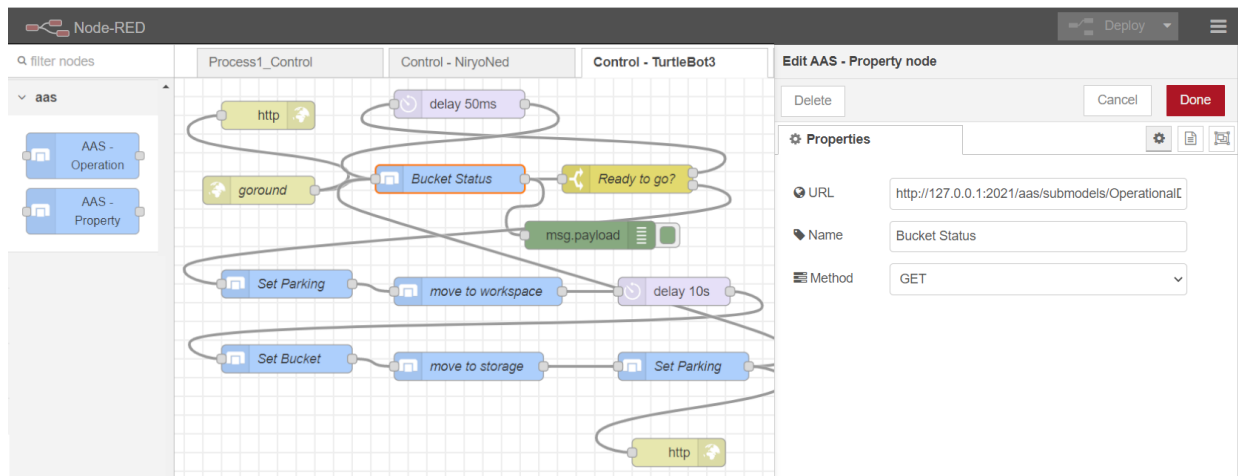 Node-RED
Deploy
filter nodes
Process1_Control
Control - NiryoNed
Control - TurtleBot3
Edit AAS - Property node
aas
Delete
Cancel
Done
http
delay 50ms
Properties
AAS -
Operation
AAS -
Property
goround
Bucket Status
Ready to go?
URL
http://127.0.0.1:2021/aas/submodels/OperationalD
msg.payload
Name
Bucket Status
Method
GET
Set Parking
move to workspace
delay 10s
Set Bucket
move to storage
Set Parking
http